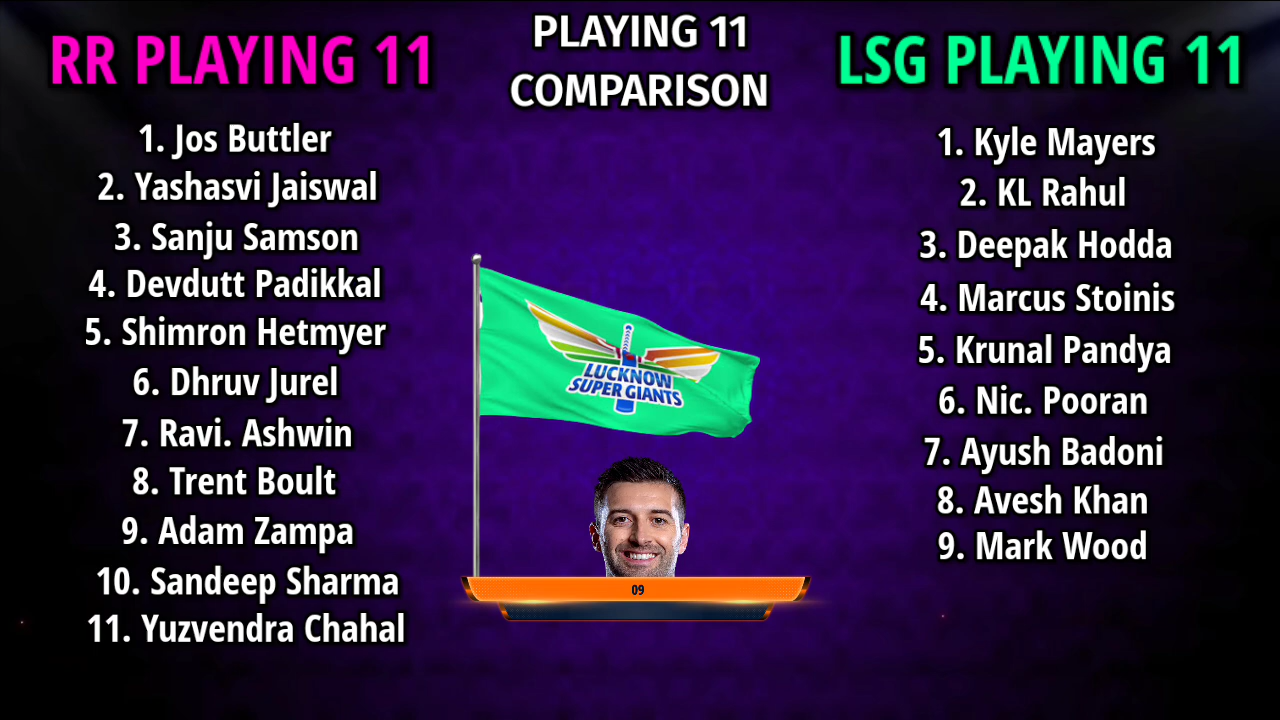 RR PLAYING 11
1. Jos Buttler
2. Yashasvi Jaiswal
3. Sanju Samson
4. Devdutt Padikkal
5. Shimron Hetmyer
6. Dhruv Jurel
7. Ravi. Ashwin
8. Trent Boult
9. Adam Zampa
10. Sandeep Sharma
11. Yuzvendra Chahal
PLAYING 11
COMPARISON
LUCKNOW
SUPER GIANTS
09
LSG PLAYING 11
1. Kyle Mayers
2. KL Rahul
3. Deepak Hodda
4. Marcus Stoinis
5. Krunal Pandya
6. Nic. Pooran
7. Ayush Badoni
8. Avesh Khan
9. Mark Wood